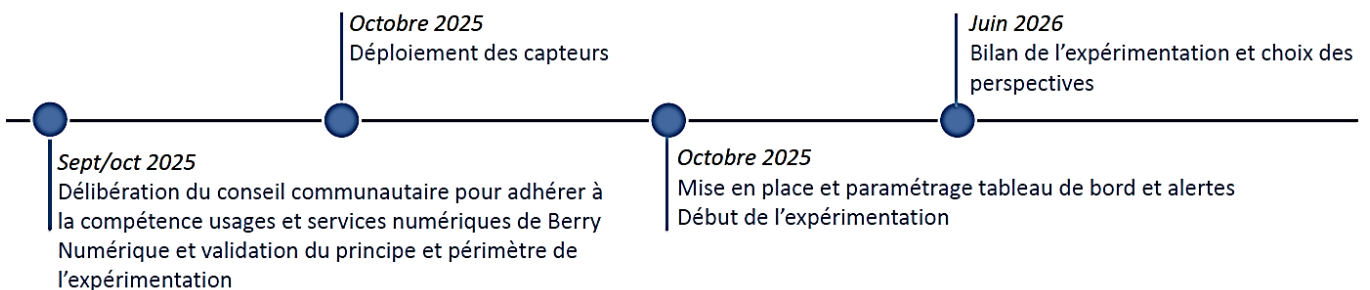 Sept/oct 2025
Délibération du conseil communautaire pour adhérer à
la compétence usages et services numériques de Berry
Numérique et validation du principe et périmètre de
l’expérimentation
Octobre 2025
Déploiement des capteurs
Octobre 2025
Mise en place et paramétrage tableau de bord et alertes
Début de l’expérimentation
Juin 2026
Bilan de l’expérimentation et choix des
perspectives